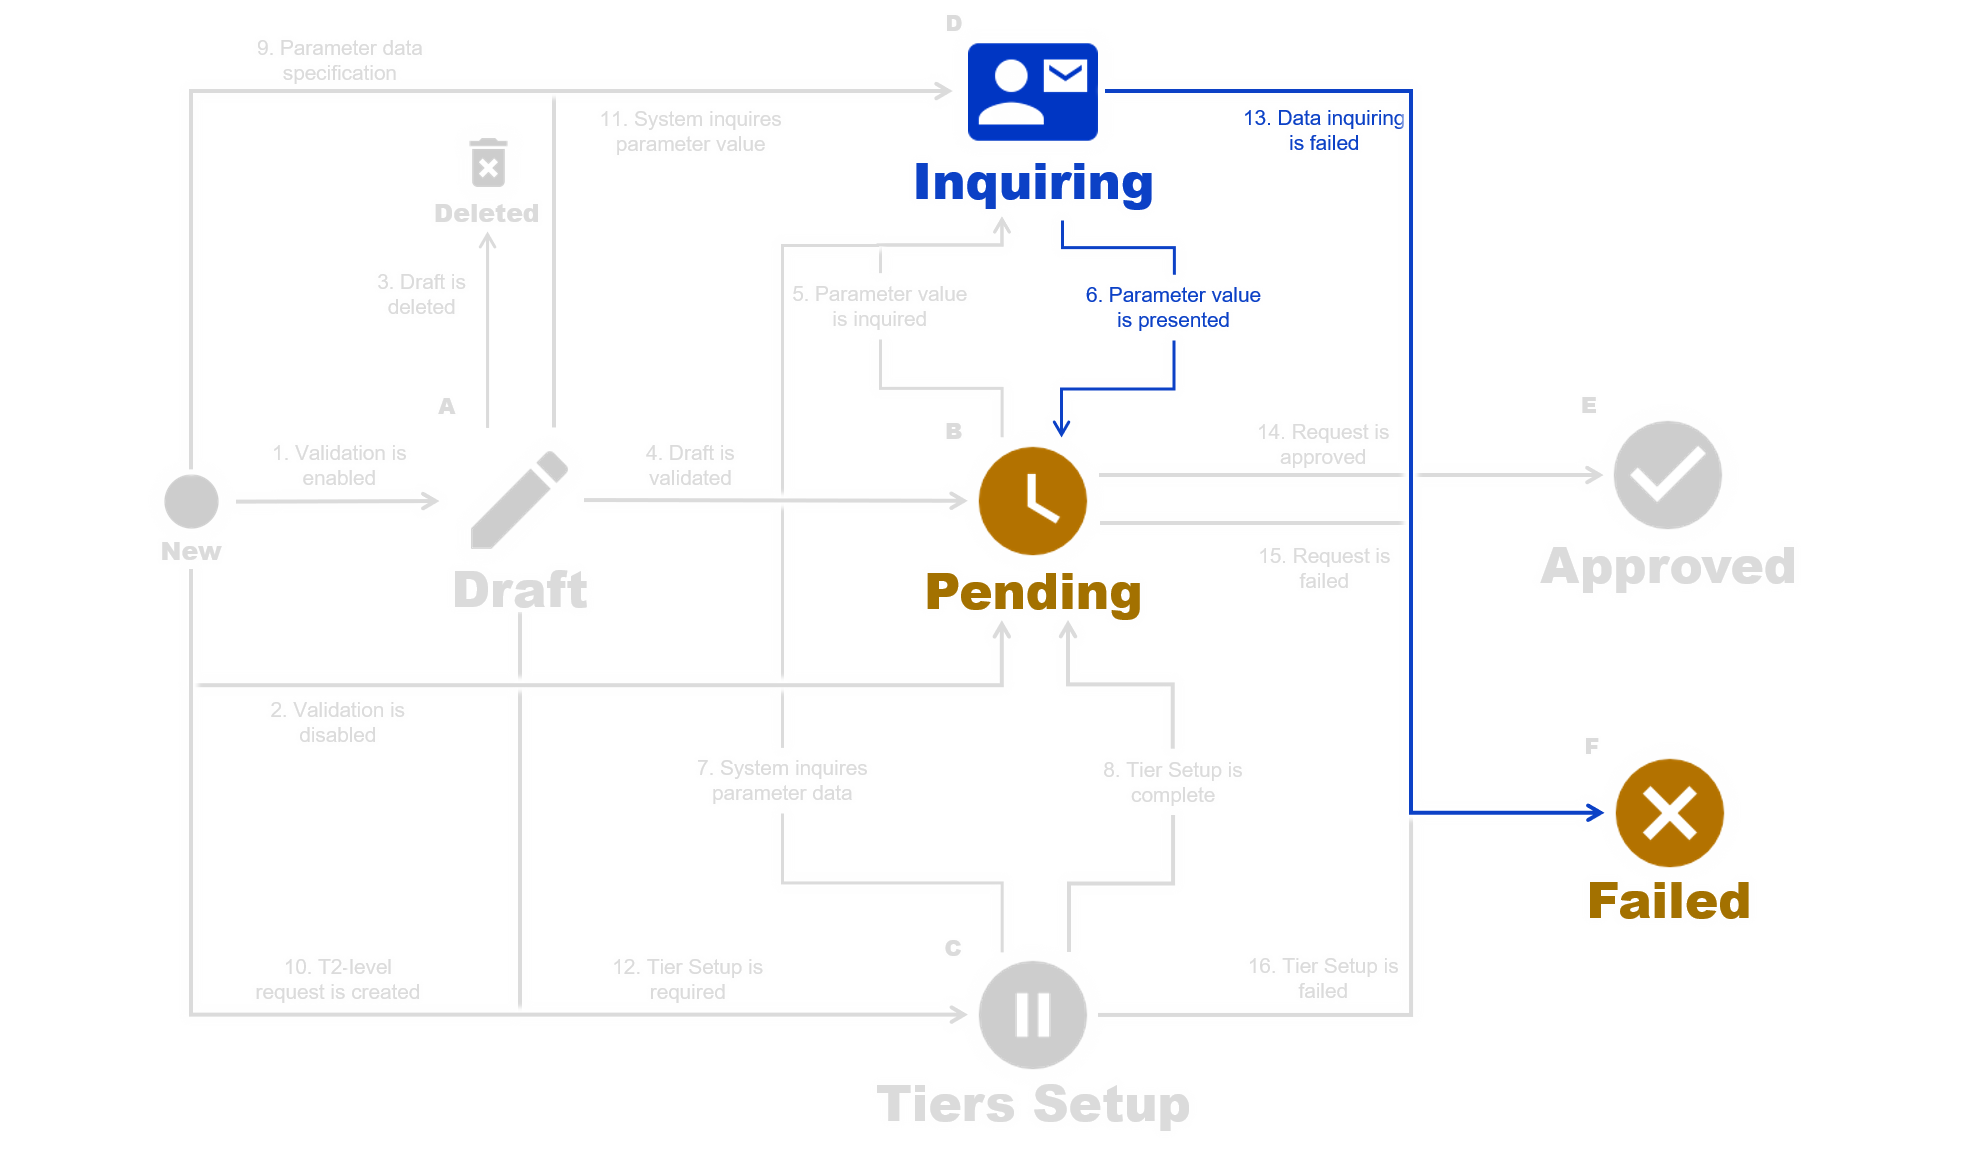 D
9. Parameter data
specification
11. System inquires
parameter value
13. Data inquiring
is failed
Inquiring
Deleted
3. Draft is
deleted
5. Parameter value
is inquired
6. Parameter value
is presented
A
B
E
1. Validation is
enabled
4. Draft is
validated
14. Request is
approved
New
Draft
Pending
15. Request is
failed
Approved
2. Validation is
disabled
7. System inquires
parameter data
8. Tier Setup is
complete
F
Failed
C
10. T2-level
request is created
12. Tier Setup is
required
16. Tier Setup is
failed
Tiers Setup